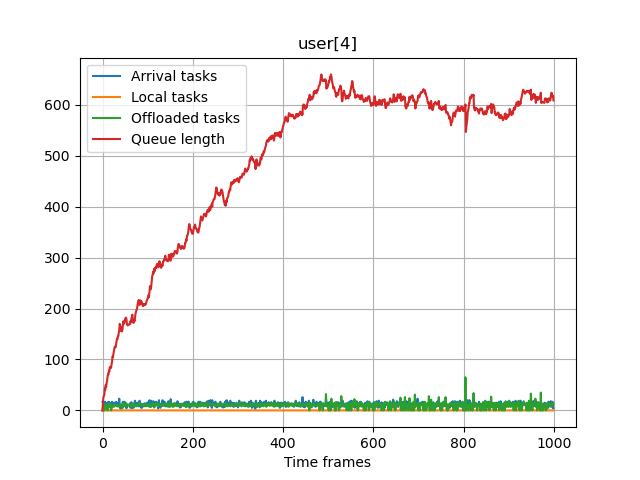 user[4]
Arrival tasks
Local tasks
Offloaded tasks
Queue length
600
500
400
300
200
100
0
0 200 400 600 800 1000
Time frames